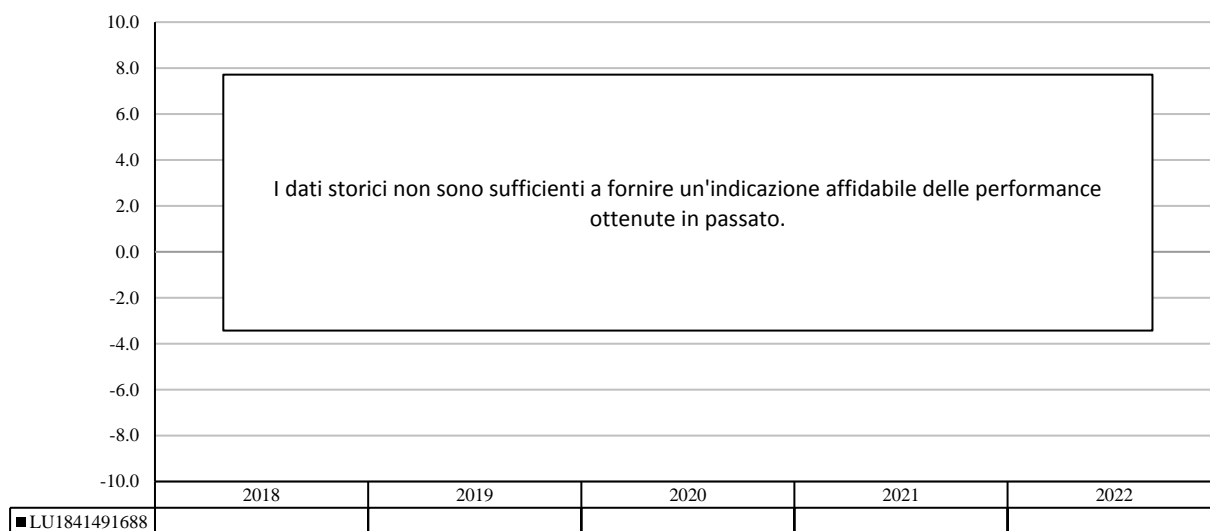 10.0
8.0
6.0
4.0
2.0
0.0
-2.0
-4.0
-6.0
-8.0
-10.0
I dati storici non sono sufficienti a fornire un'indicazione affidabile delle performance
ottenute in passato.
2018 2019 2020 2021 2022
LU1841491688